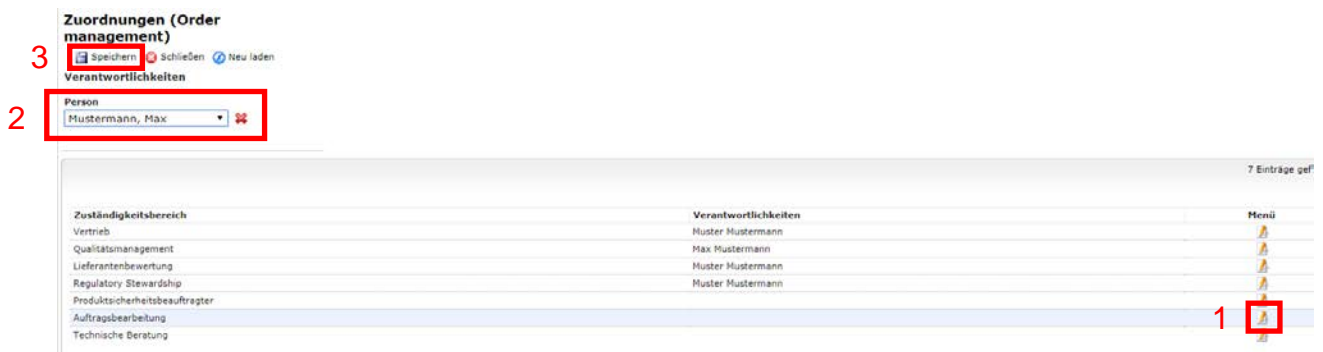 Zuordnungen (Order
management)
3
Speichern Schließen Neu laden
Verantwortlichkeiten
2
Person
Mustermann, Max
7 Einträge gef
Zuständigkeitsbereich Verantwortlichkeiten Menü
Vertrieb Muster Mustermann
Qualitätsmanagement Max Mustermann
Lieferantenbewertung Muster Mustermann
Regulatory Stewardship Muster Mustermann
Produktsicherheitsbeauftragter
Auftragsbearbeitung 1
Technische Beratung